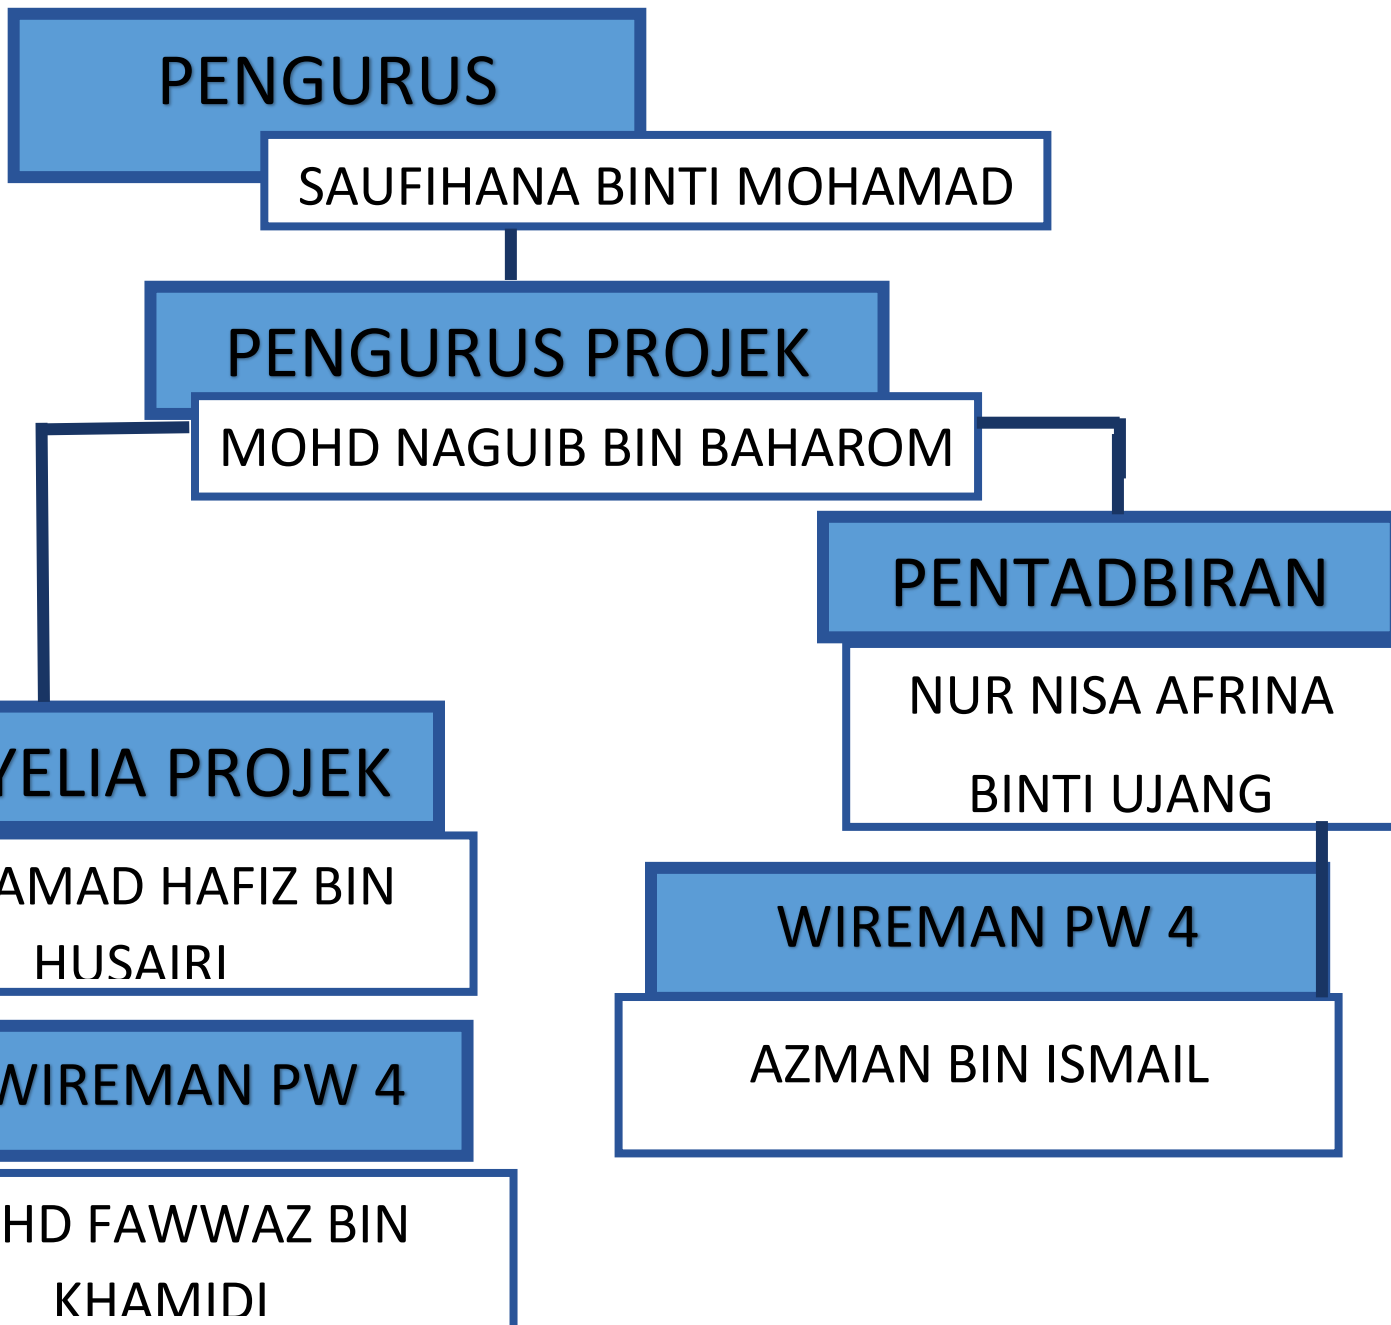 PENGURUS
SAUFIHANA BINTI MOHAMAD
PENGURUS PROJEK
MOHD NAGUIB BIN BAHAROM
PENTADBIRAN
NUR NISA AFRINA
BINTI UJANG
YELIA PROJEK
AMAD HAFIZ BIN
HUSAIRI
WIREMAN PW 4
AZMAN BIN ISMAIL
WIREMAN PW 4
HD FAWWAZ BIN
KHAMIDI